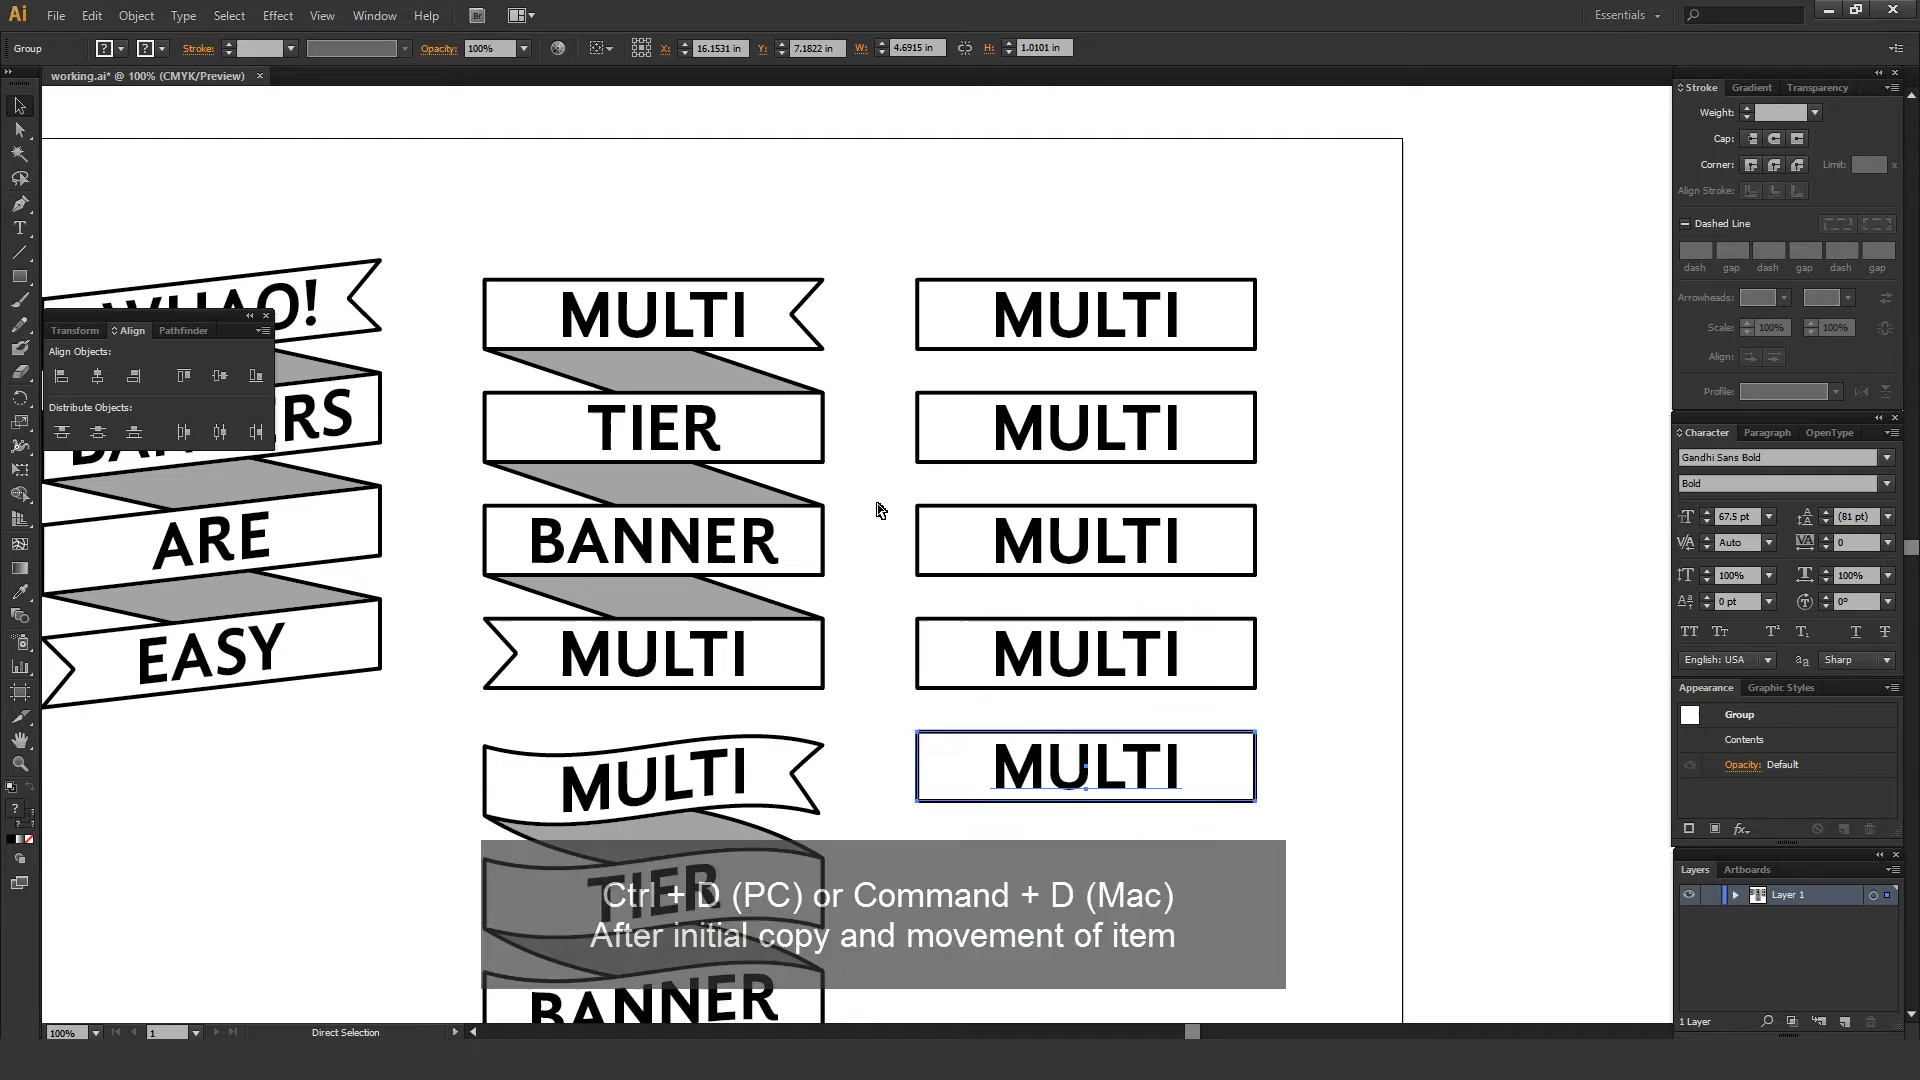 Ai File Edit Object Type Select Effect View Window Help Br Essentials
Group ? ? Stroke: Opacity: 100% X: 16.1531 in Y: 7.1822 in W: 4.6915 in H: 1.0101 in
working.ai* @ 100% (CMYK/Preview)
Transform Align Pathfinder
Align Objects:
Distribute Objects:
ERS
ARE
EASY
MULTI
TIER
BANNER
MULTI
MULTI
TIER
BANNER
MULTI
MULTI
MULTI
MULTI
MULTI
Ctrl + D (PC) or Command + D (Mac)
After initial copy and movement of item
Stroke Gradient Transparency
Weight:
Cap:
Corner: Limit: x
Align Stroke:
Dashed Line
dash gap dash gap dash gap
Arrowheads:
Scale: 100% 100%
Align:
Profile:
Character Paragraph OpenType
Gandhi Sans Bold
Bold
67.5 pt (81 pt)
Auto 0
100% 100%
0 pt 0°
English: USA Sharp
Appearance Graphic Styles
Group
Contents
Opacity: Default
fx
Layers Artboards
Layer 1
1 Layer
100% 1 Direct Selection